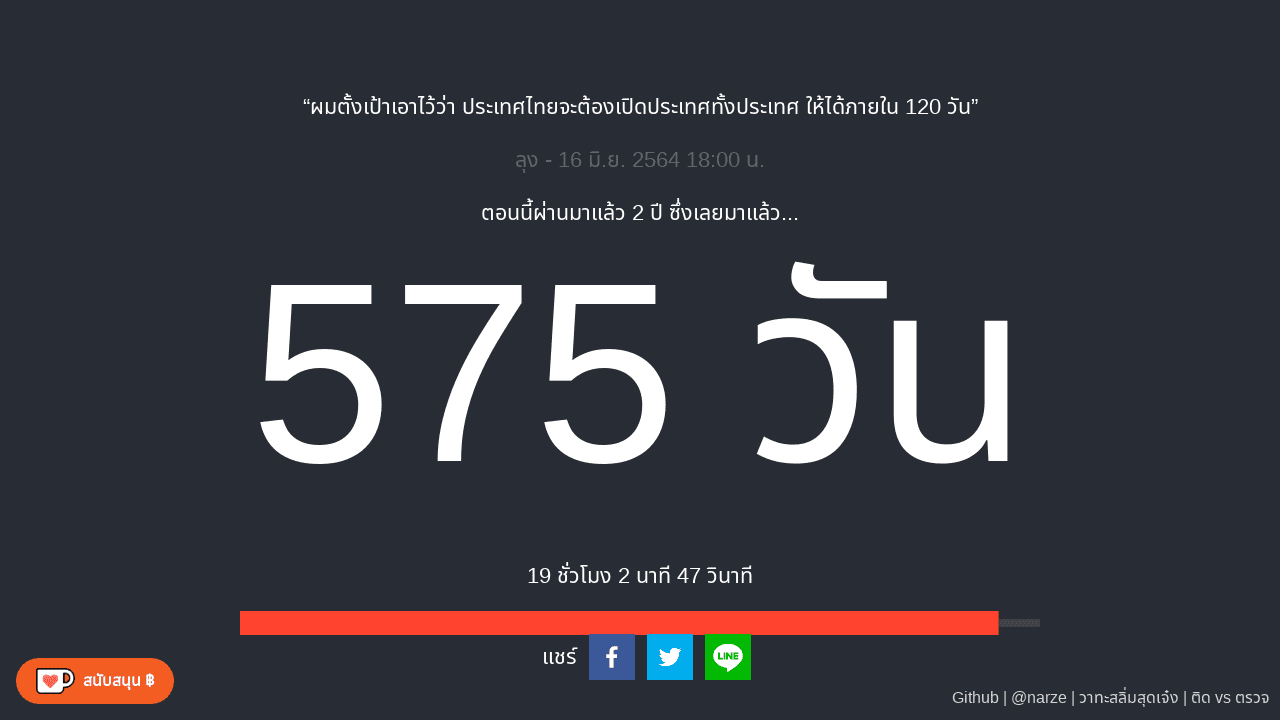 “ผมตั้งเป้าเอาไว้ว่า ประเทศไทยจะต้องเปิดประเทศทั้งประเทศ ให้ได้ภายใน 120 วัน”
ลุง - 16 มิ.ย. 2564 18:00 น.
ตอนนี้ผ่านมาแล้ว 2 ปี ซึ่งเลยมาแล้ว...
575 วัน
19 ชั่วโมง 2 นาที 47 วินาที
แชร์
LINE
สนับสนุน ฿
Github | @narze | วาทะสลิ่มสุดเจ๋ง | ติด vs ตรวจ